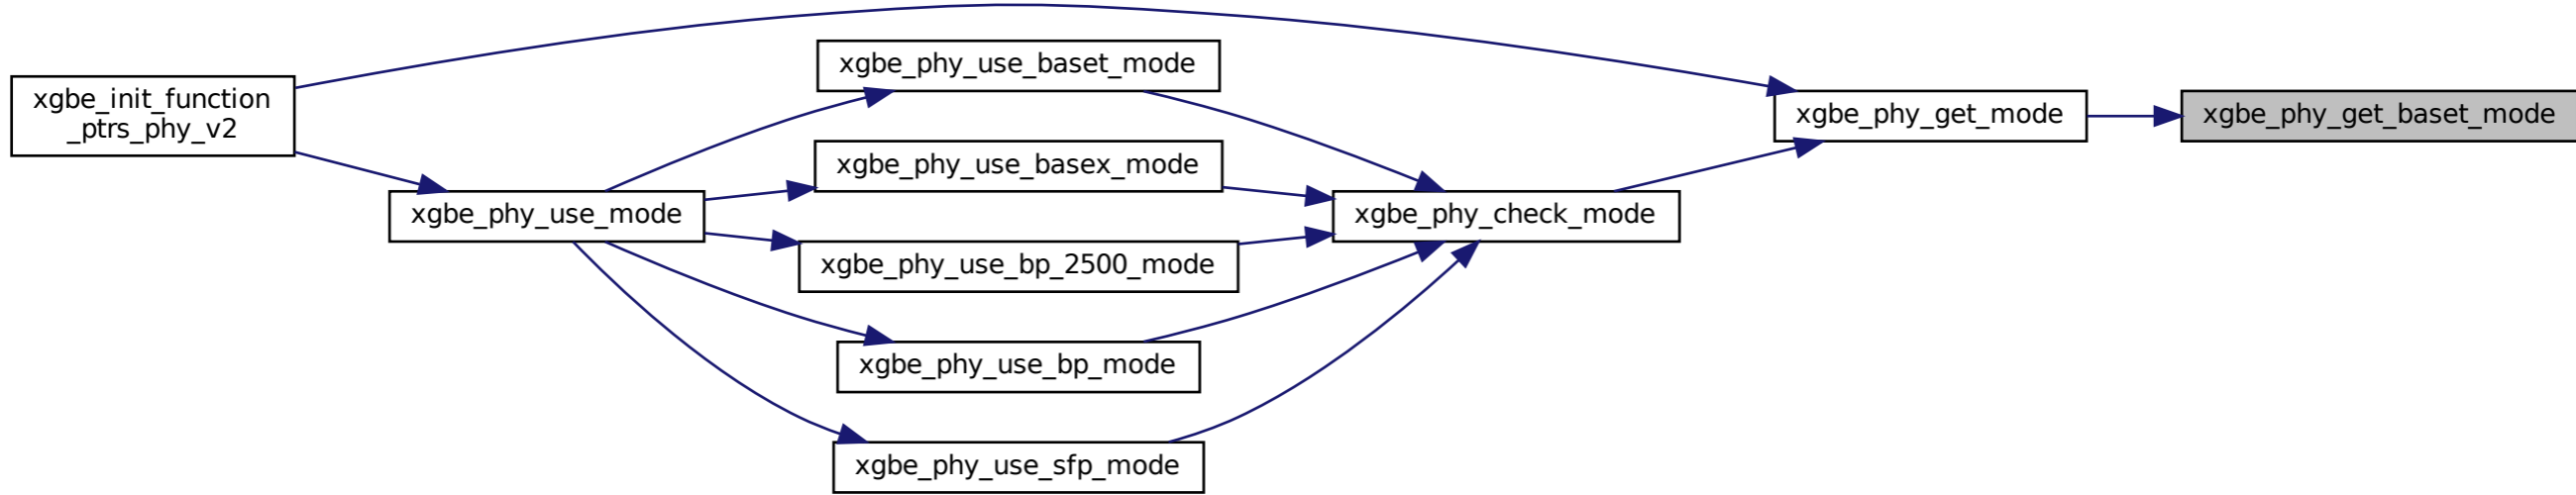 xgbe_init_function
_ptrs_phy_v2
xgbe_phy_use_mode
xgbe_phy_use_baset_mode
xgbe_phy_use_basex_mode
xgbe_phy_use_bp_2500_mode
xgbe_phy_use_bp_mode
xgbe_phy_use_sfp_mode
xgbe_phy_check_mode
xgbe_phy_get_mode
xgbe_phy_get_baset_mode